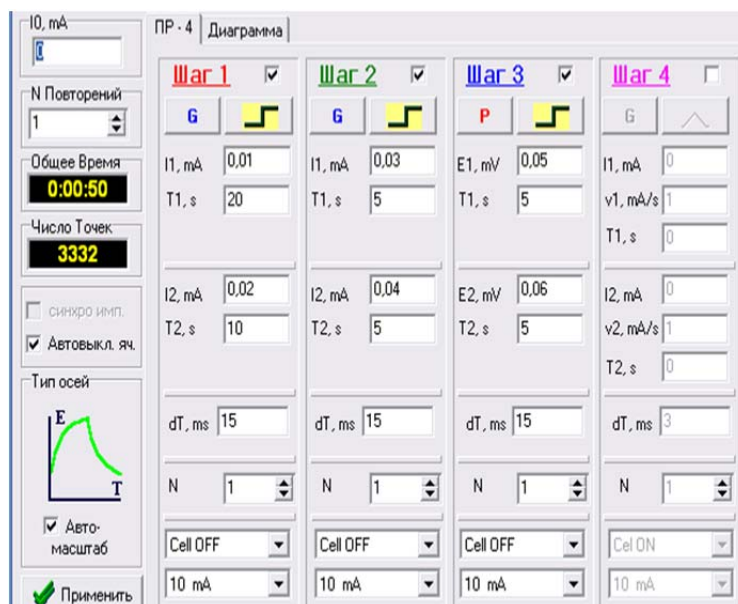 I0, mA
0
N Повторений
1
Общее Время
0:00:50
Число Точек
3332
синхро имп.
Автовыкл. яч.
Тип осей
E
T
Авто-
масштаб
Применить
ПР - 4
Диаграмма
Шаг 1
G
I1, mA 0,01
T1, s 20
I2, mA 0,02
T2, s 10
dT, ms 15
N 1
Cell OFF
10 mA
Шаг 2
G
I1, mA 0,03
T1, s 5
I2, mA 0,04
T2, s 5
dT, ms 15
N 1
Cell OFF
10 mA
Шаг 3
P
E1, mV 0,05
T1, s 5
E2, mV 0,06
T2, s 5
dT, ms 15
N 1
Cell OFF
10 mA
Шаг 4
G
I1, mA 0
v1, mA/s 1
T1, s 0
I2, mA 0
v2, mA/s 1
T2, s 0
dT, ms 3
N 1
Cel ON
10 mA